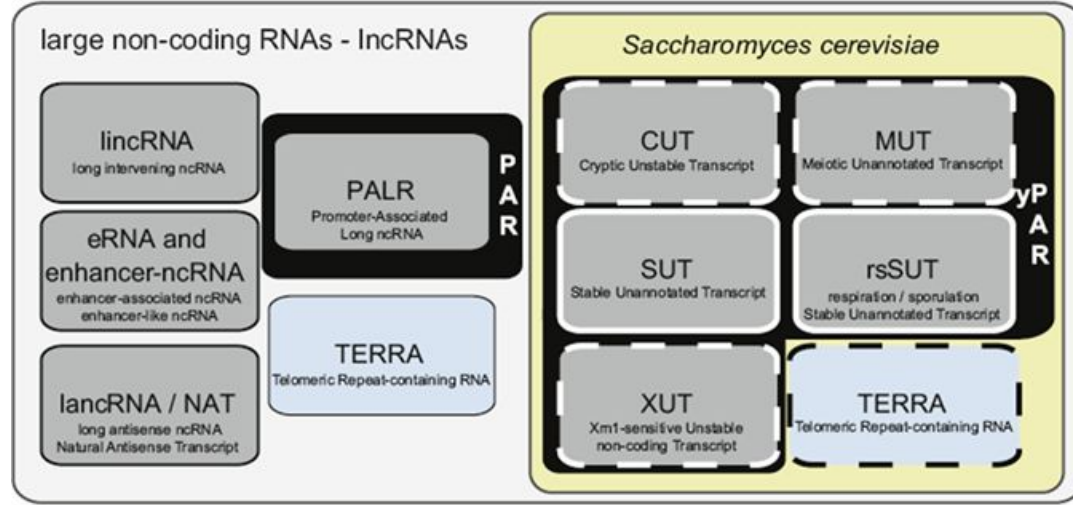 large non-coding RNAs - lncRNAs
lincRNA
long intervening ncRNA
eRNA and
enhancer-ncRNA
enhancer-associated ncRNA
enhancer-like ncRNA
lancRNA / NAT
long antisense ncRNA
Natural Antisense Transcript
PALR
Promoter-Associated
Long ncRNA
PAR
TERRA
Telomeric Repeat-containing RNA
Saccharomyces cerevisiae
CUT
Cryptic Unstable Transcript
MUT
Meiotic Unannotated Transcript
yPAR
SUT
Stable Unannotated Transcript
rsSUT
respiration / sporulation
Stable Unannotated Transcript
XUT
Xrn1-sensitive Unstable
non-coding Transcript
TERRA
Telomeric Repeat-containing RNA